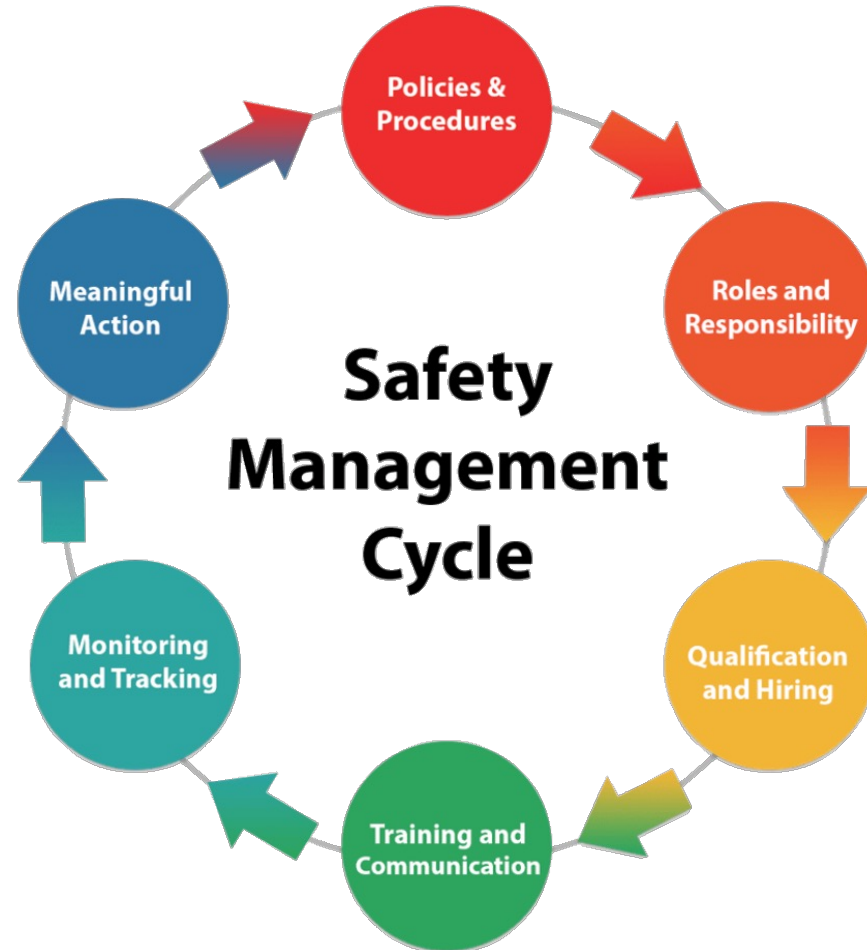 Policies &
Procedures
Roles and
Responsibility
Qualification
and Hiring
Training and
Communication
Monitoring
and Tracking
Meaningful
Action
Safety
Management
Cycle